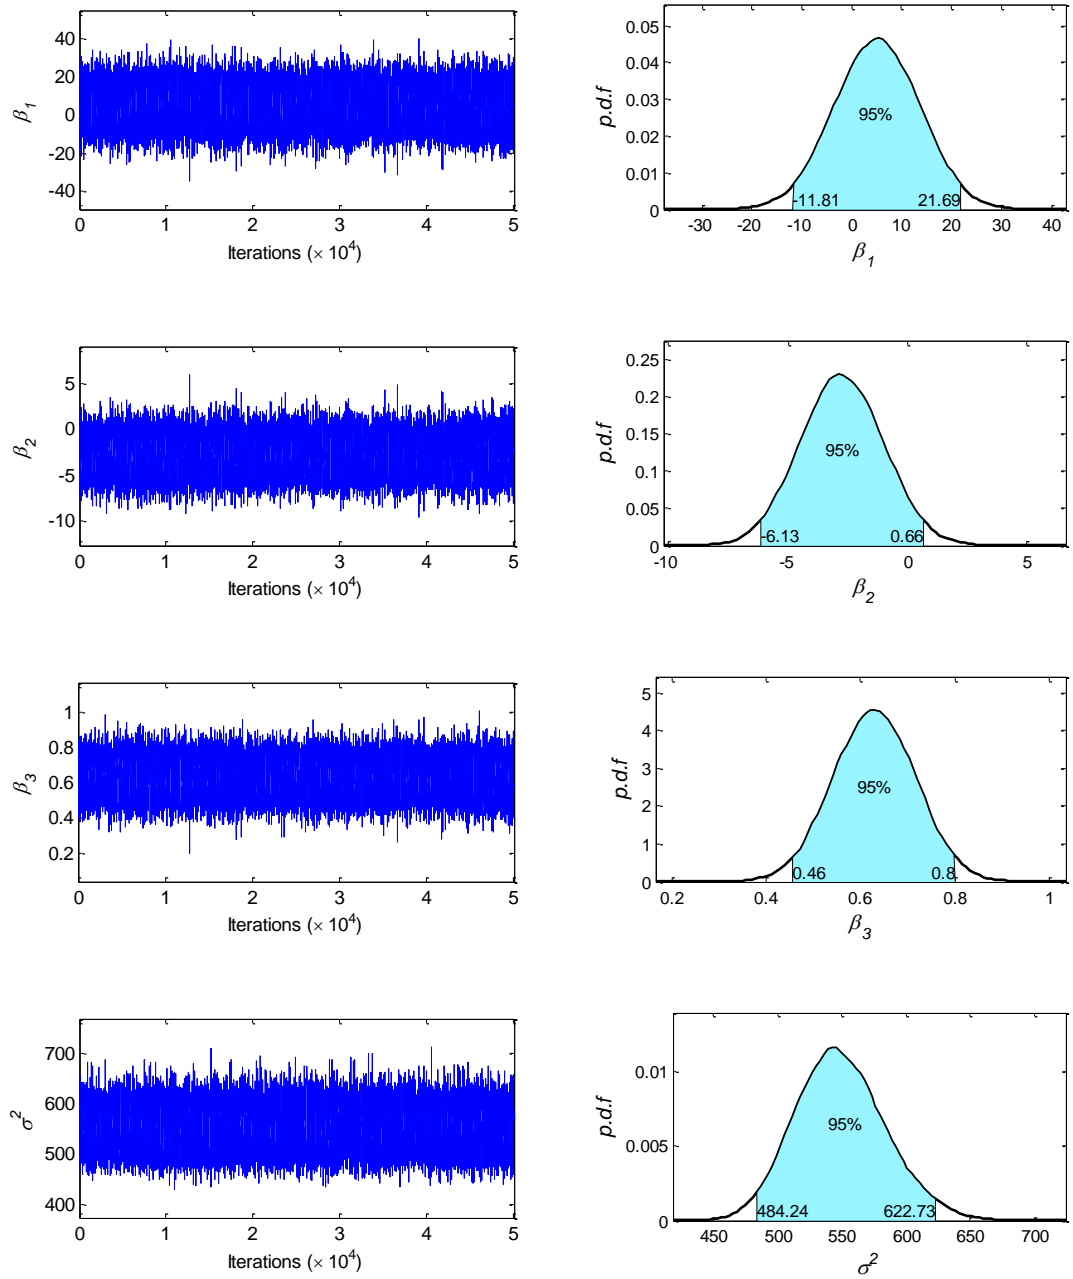 40
20
0
-20
-40
β1
0 1 2 3 4 5
Iterations (× 10^4)
0.05
0.04
0.03
0.02
0.01
0
p.d.f
95%
-11.81 21.69
-30 -20 -10 0 10 20 30 40
β1
5
0
-5
-10
β2
0 1 2 3 4 5
Iterations (× 10^4)
0.25
0.2
0.15
0.1
0.05
0
p.d.f
95%
-6.13 0.66
-10 -5 0 5
β2
1
0.8
0.6
0.4
0.2
β3
0 1 2 3 4 5
Iterations (× 10^4)
5
4
3
2
1
0
p.d.f
95%
0.46 0.8
0.2 0.4 0.6 0.8 1
β3
700
600
500
400
σ2
0 1 2 3 4 5
Iterations (× 10^4)
0.01
0.005
0
p.d.f
95%
484.24 622.73
450 500 550 600 650 700
σ2